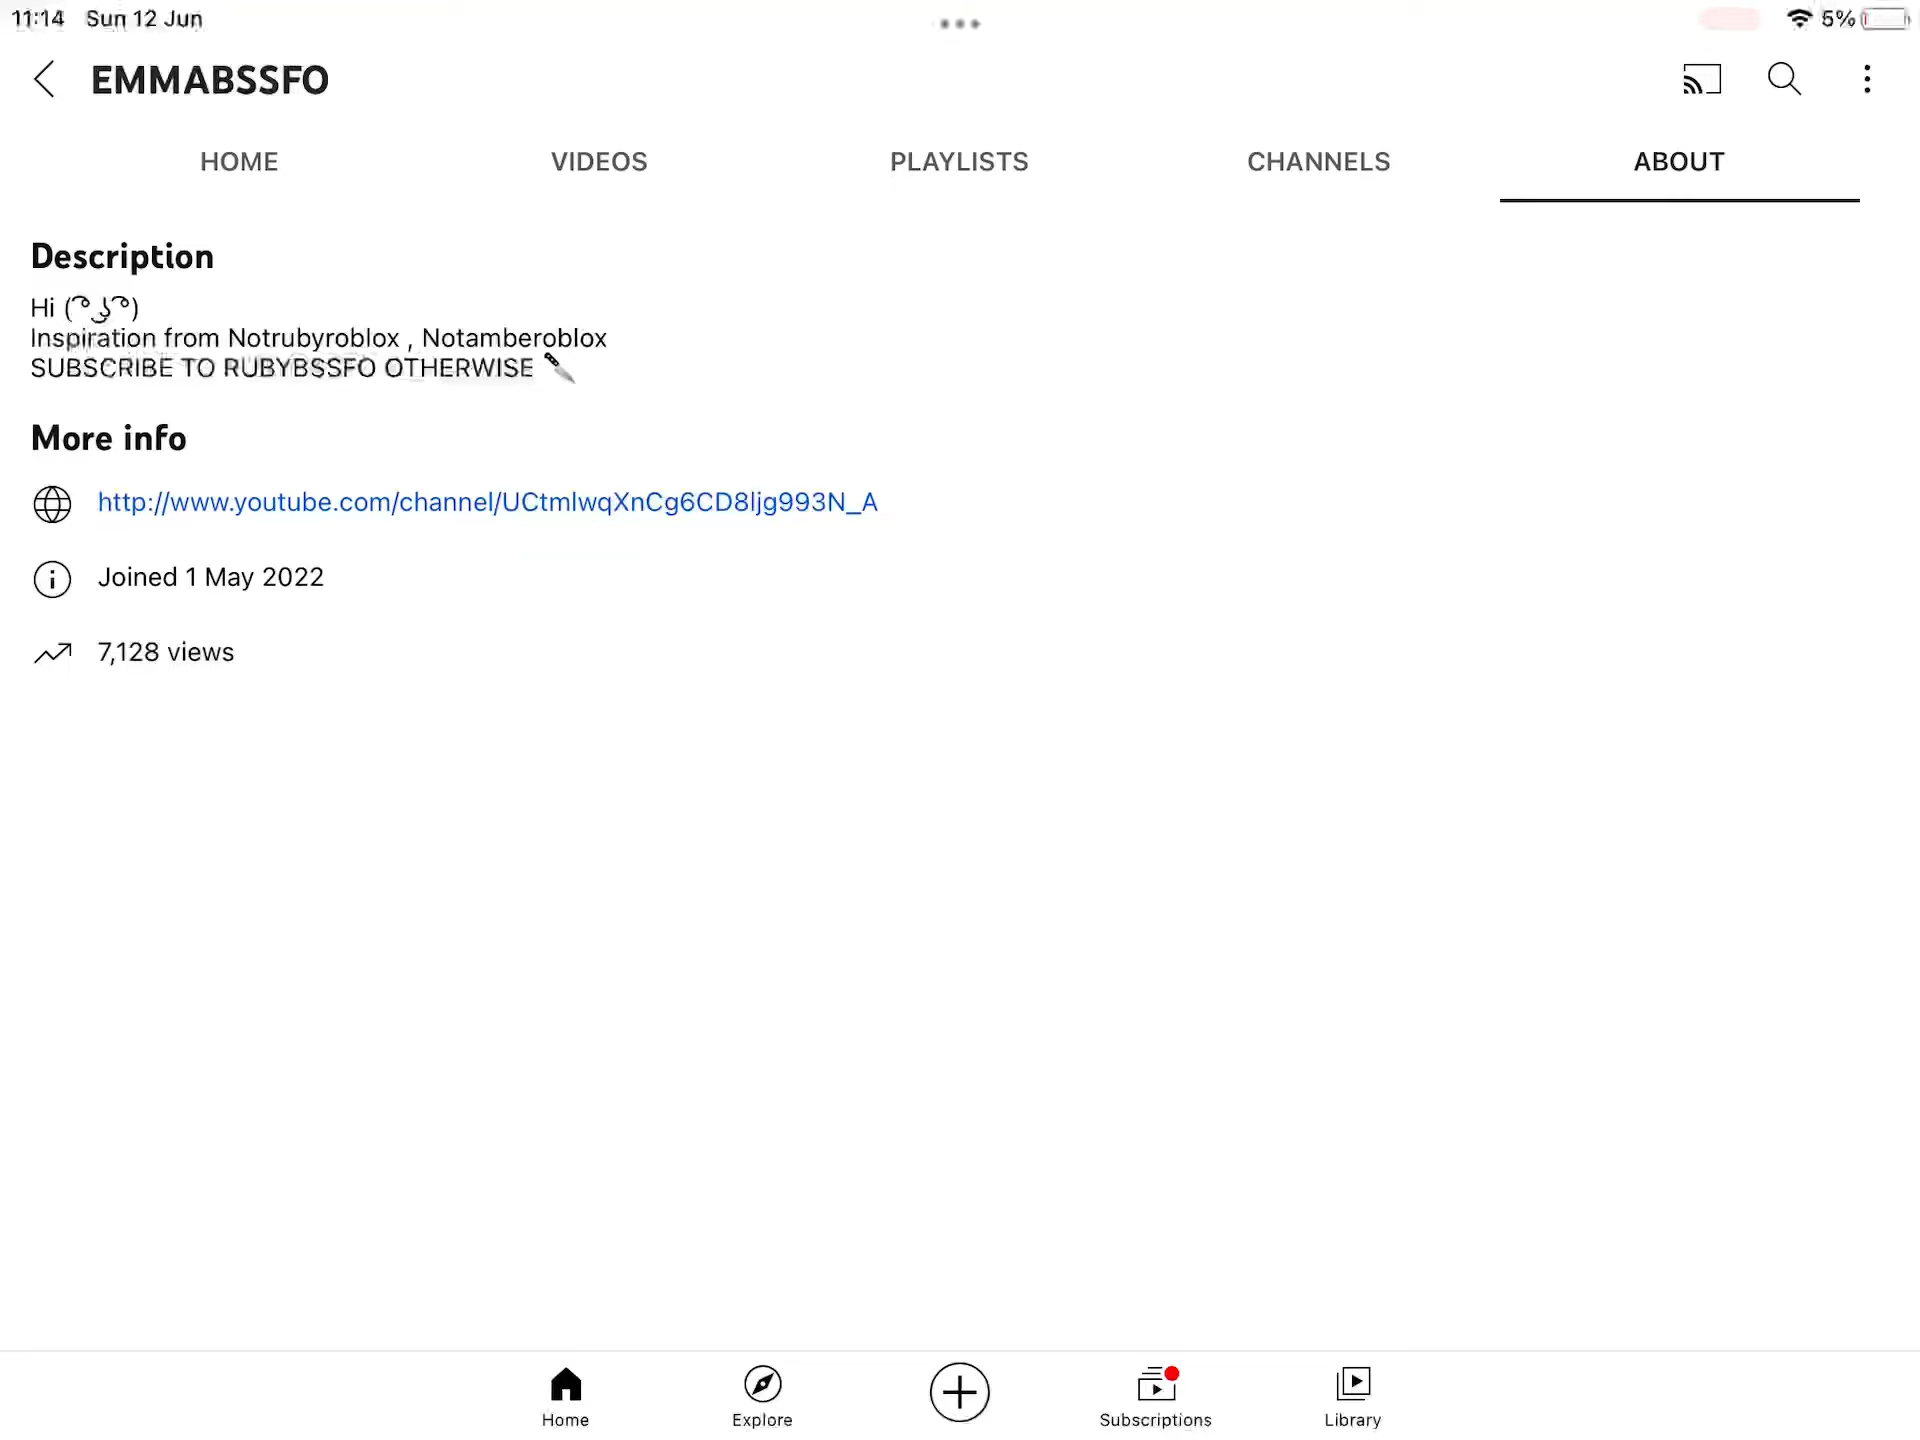 11:14 Sun 12 Jun
5%
EMMABSSFO
HOME VIDEOS PLAYLISTS CHANNELS ABOUT
Description
Hi ( ͡° ͜ʖ ͡°)
Inspiration from Notrubyroblox , Notamberoblox
SUBSCRIBE TO RUBYBSSFO OTHERWISE 🔪
More info
http://www.youtube.com/channel/UCtmlwqXnCg6CD8ljg993N_A
Joined 1 May 2022
7,128 views
Home Explore Subscriptions Library